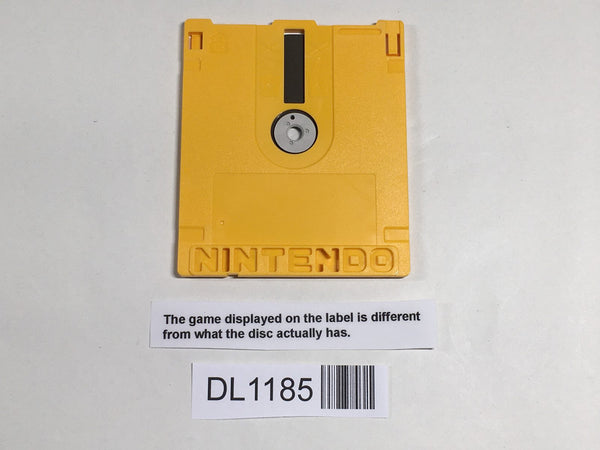 NINTENDO
The game displayed on the label is different
from what the disc actually has.
DL1185